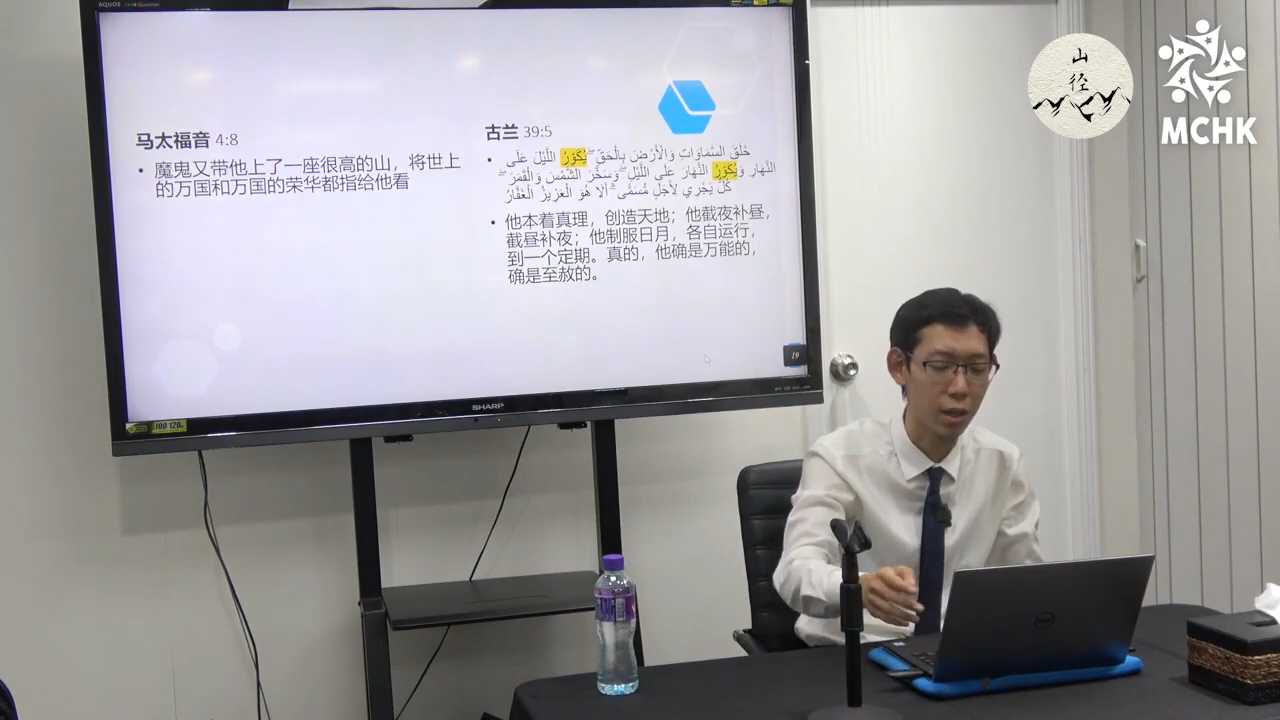 AQUOS
马太福音 4:8
• 魔鬼又带他上了一座很高的山，将世上
的万国和万国的荣华都指给他看
古兰 39:5
• خَلَقَ السَّمَاوَاتِ وَالْأَرْضَ بِالْحَقِّ ۖ يُكَوِّرُ اللَّيْلَ عَلَى
النَّهَارِ وَيُكَوِّرُ النَّهَارَ عَلَى اللَّيْلِ ۖ وَسَخَّرَ الشَّمْسَ وَالْقَمَرَ ۖ
كُلٌّ يَجْرِي لِأَجَلٍ مُّسَمًّى ۗ أَلَا هُوَ الْعَزِيزُ الْغَفَّارُ
• 他本着真理，创造天地；他截夜补昼，
截昼补夜；他制服日月，各自运行，
到一个定期。真的，他确是万能的，
确是至赦的。
19
SHARP
100 120
山
径
MCHK
DELL